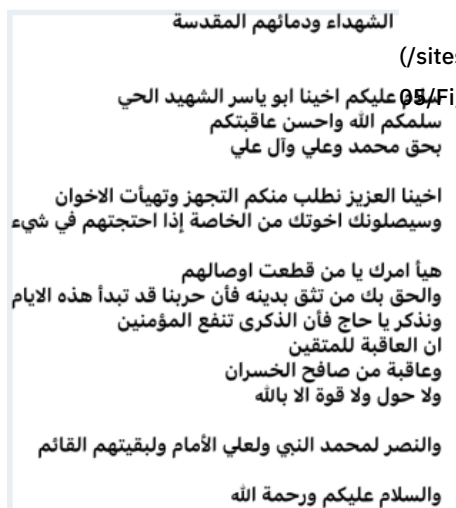 الشهداء ودمائهم المقدسة
(/sites
05/Fi
عليكم اخينا ابو ياسر الشهيد الحي
سلمكم الله واحسن عاقبتكم
بحق محمد وعلي وآل علي
اخينا العزيز نطلب منكم التجهز وتهيأت الاخوان
وسيصلونك اخوتك من الخاصة إذا احتجتهم في شيء
هيأ امرك يا من قطعت اوصالهم
والحق بك من تثق بدينه فأن حربنا قد تبدأ هذه الايام
ونذكر يا حاج فأن الذكرى تنفع المؤمنين
ان العاقبة للمتقين
وعاقبة من صافح الخسران
ولا حول ولا قوة الا بالله
والنصر لمحمد النبي ولعلي الأمام ولبقيتهم القائم
والسلام عليكم ورحمة الله